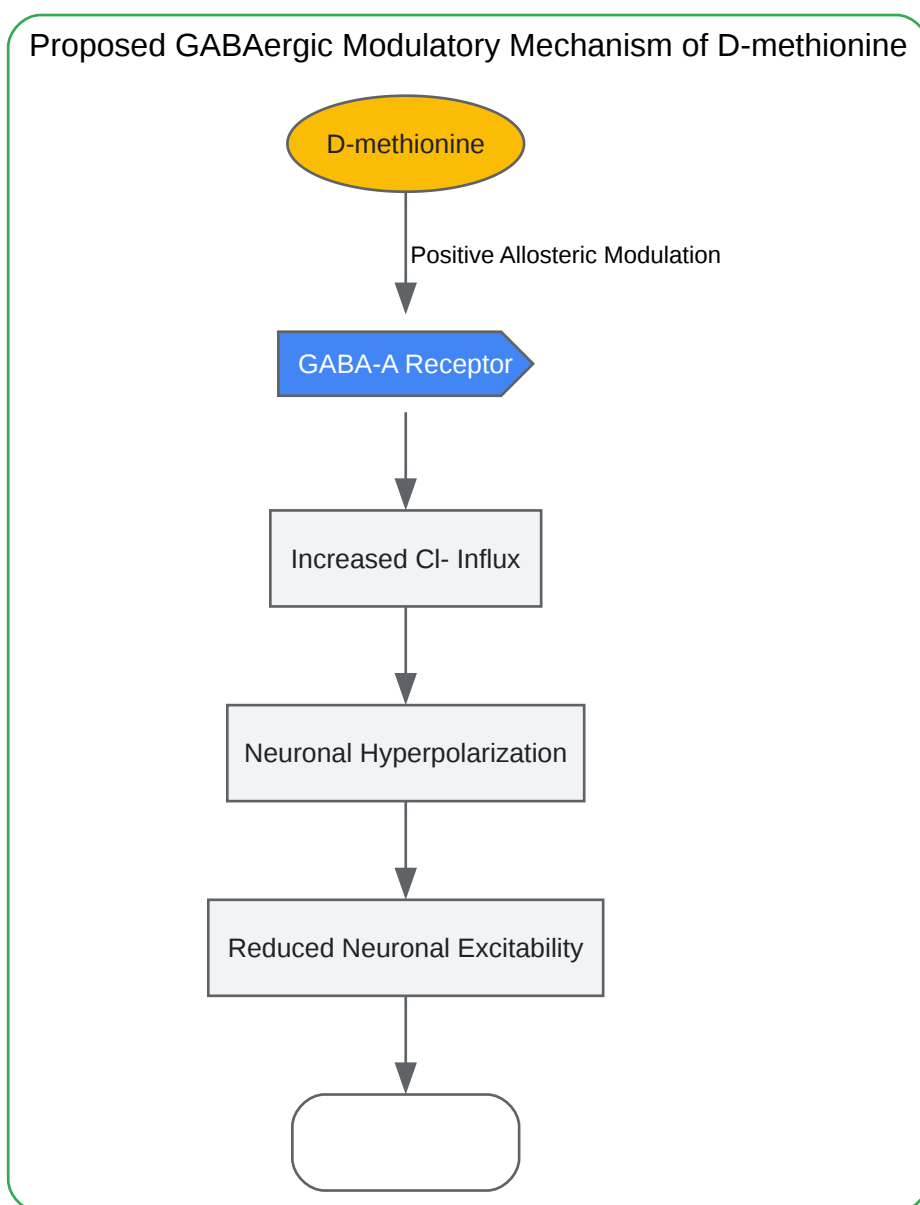 Proposed GABAergic Modulatory Mechanism of D-methionine
D-methionine
Positive Allosteric Modulation
GABA-A Receptor
Increased Cl- Influx
Neuronal Hyperpolarization
Reduced Neuronal Excitability